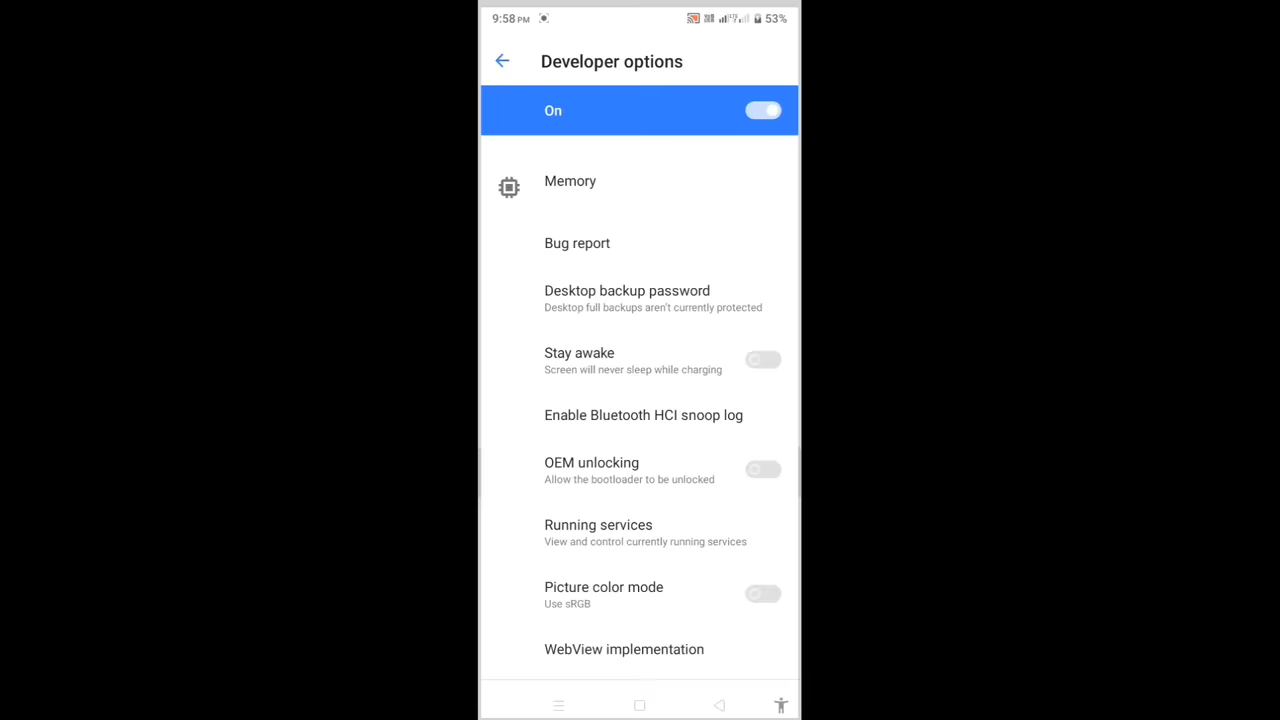 9:58 PM 53%
Developer options
On
Memory
Bug report
Desktop backup password
Desktop full backups aren't currently protected
Stay awake
Screen will never sleep while charging
Enable Bluetooth HCI snoop log
OEM unlocking
Allow the bootloader to be unlocked
Running services
View and control currently running services
Picture color mode
Use sRGB
WebView implementation